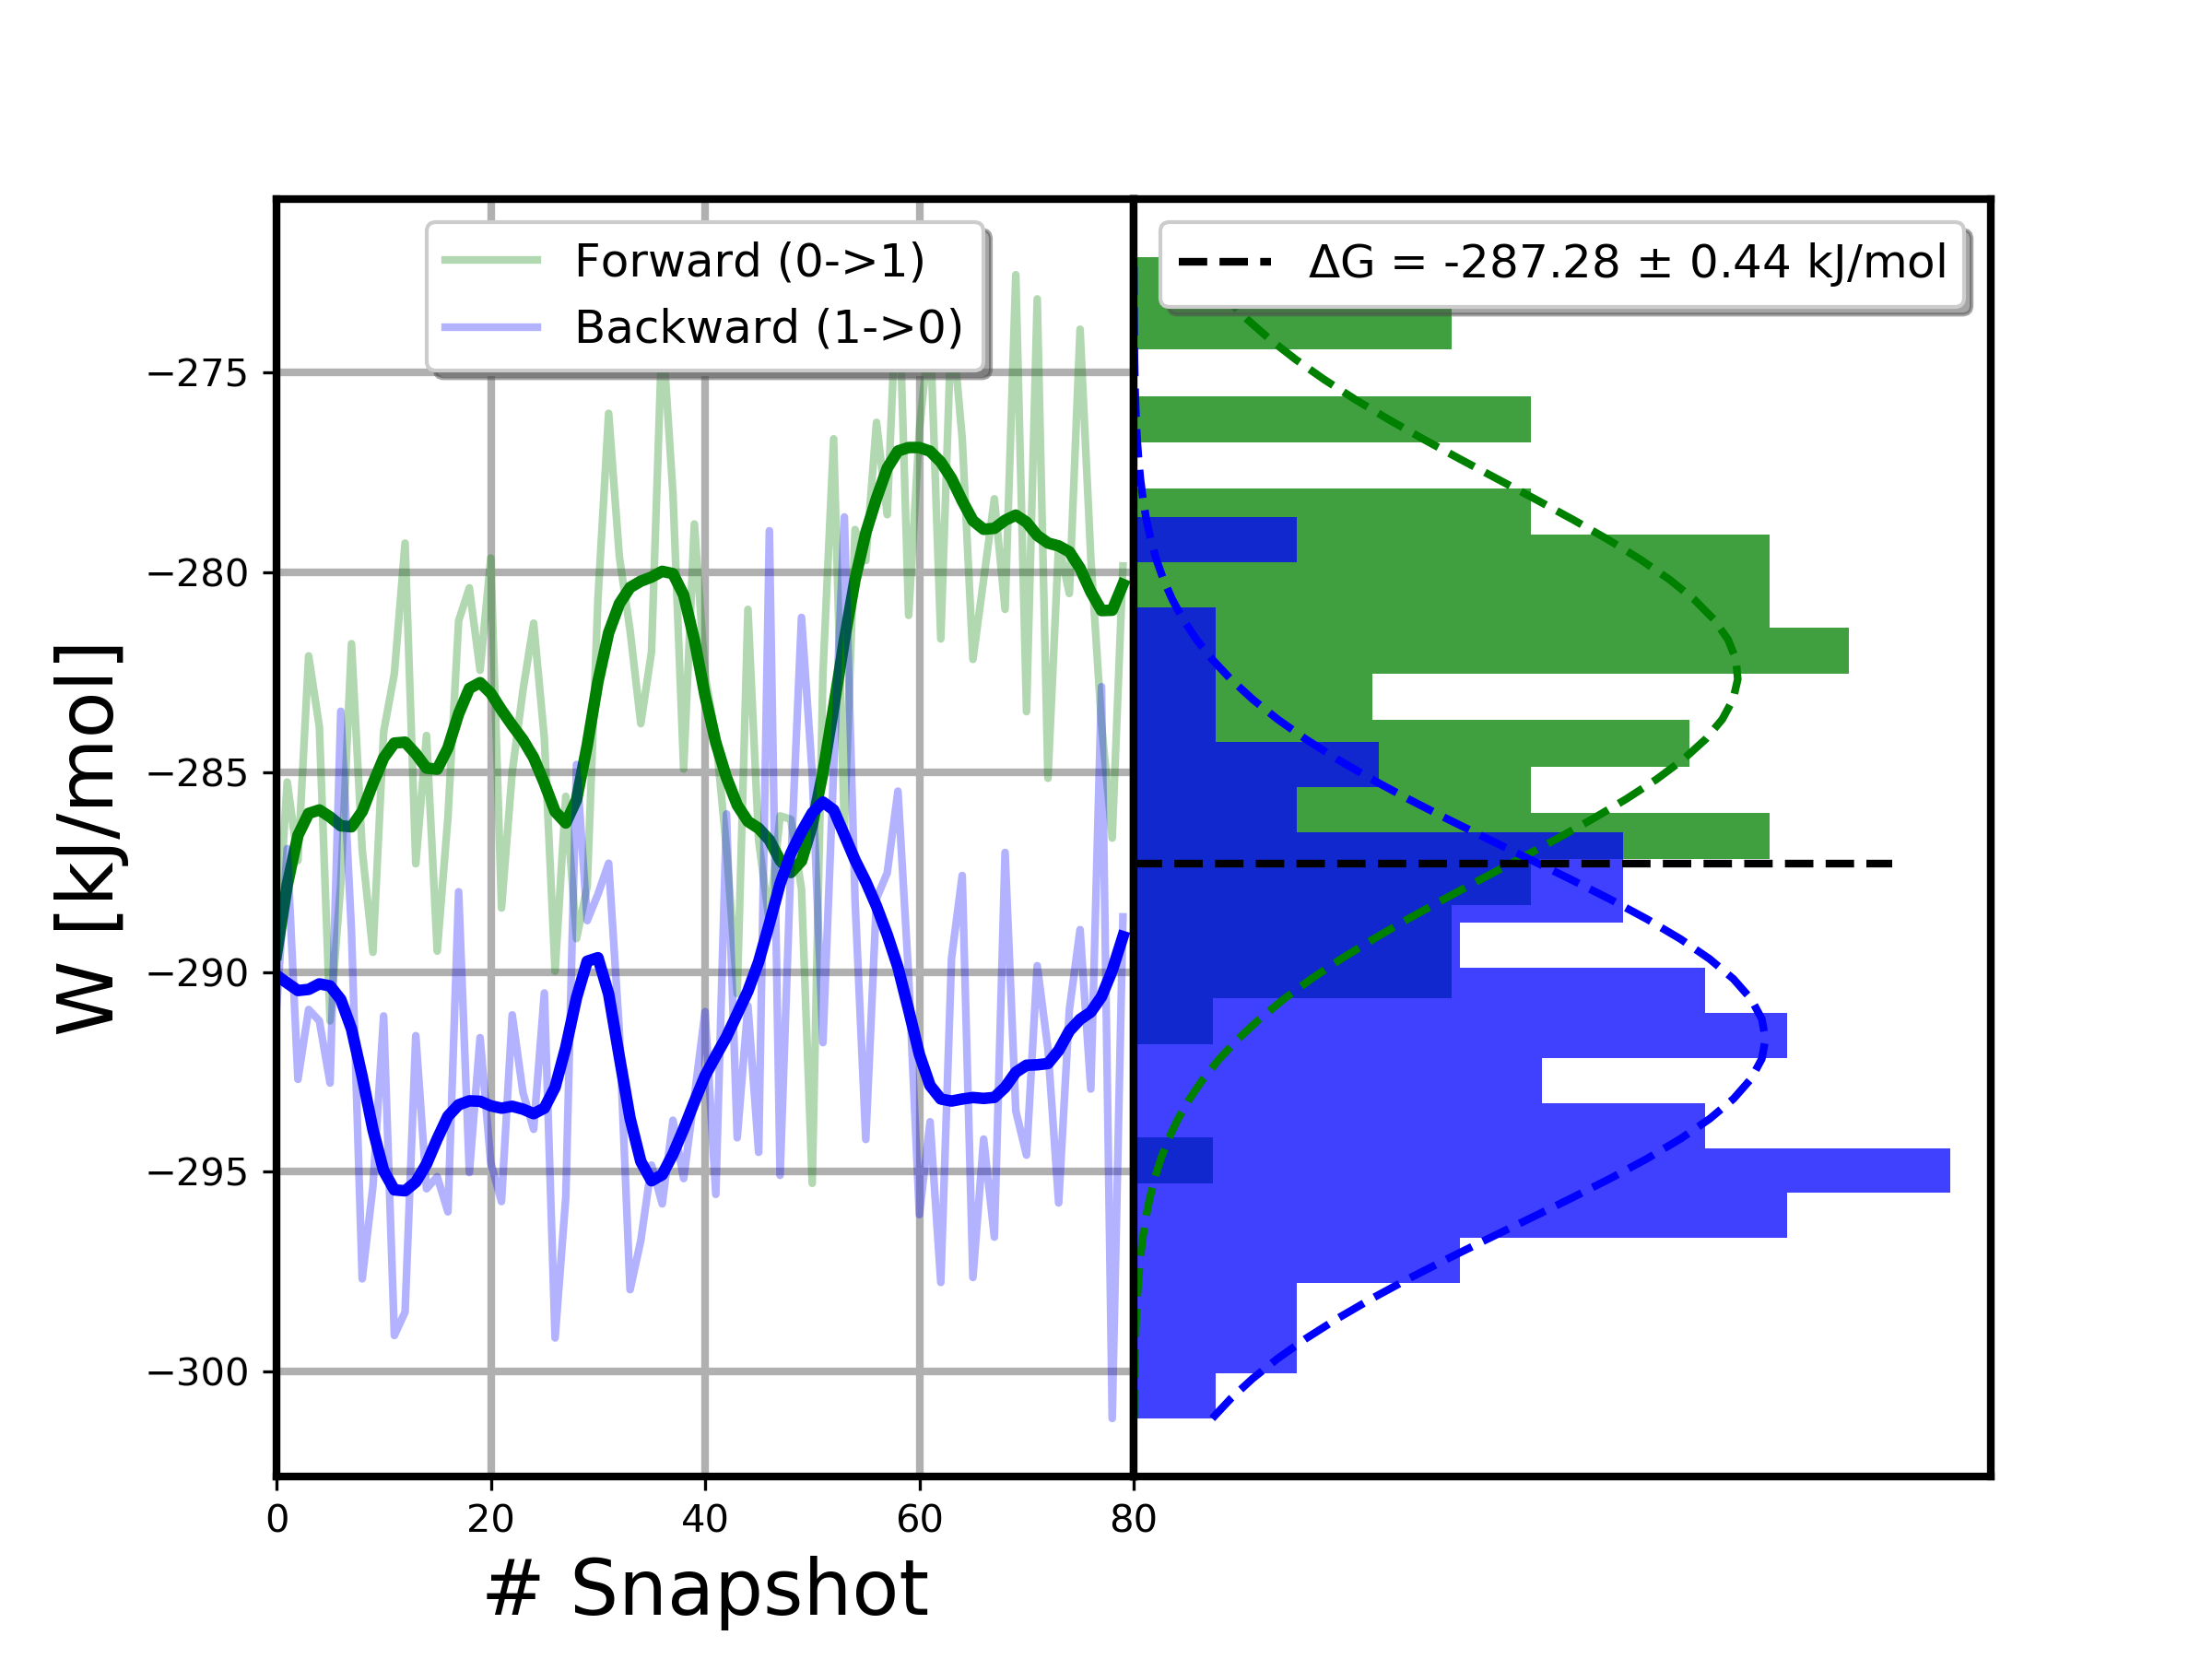 Forward (0->1)
Backward (1->0)
ΔG = -287.28 ± 0.44 kJ/mol
−275
−280
−285
−290
−295
−300
W [kJ/mol]
0
20
40
60
80
# Snapshot